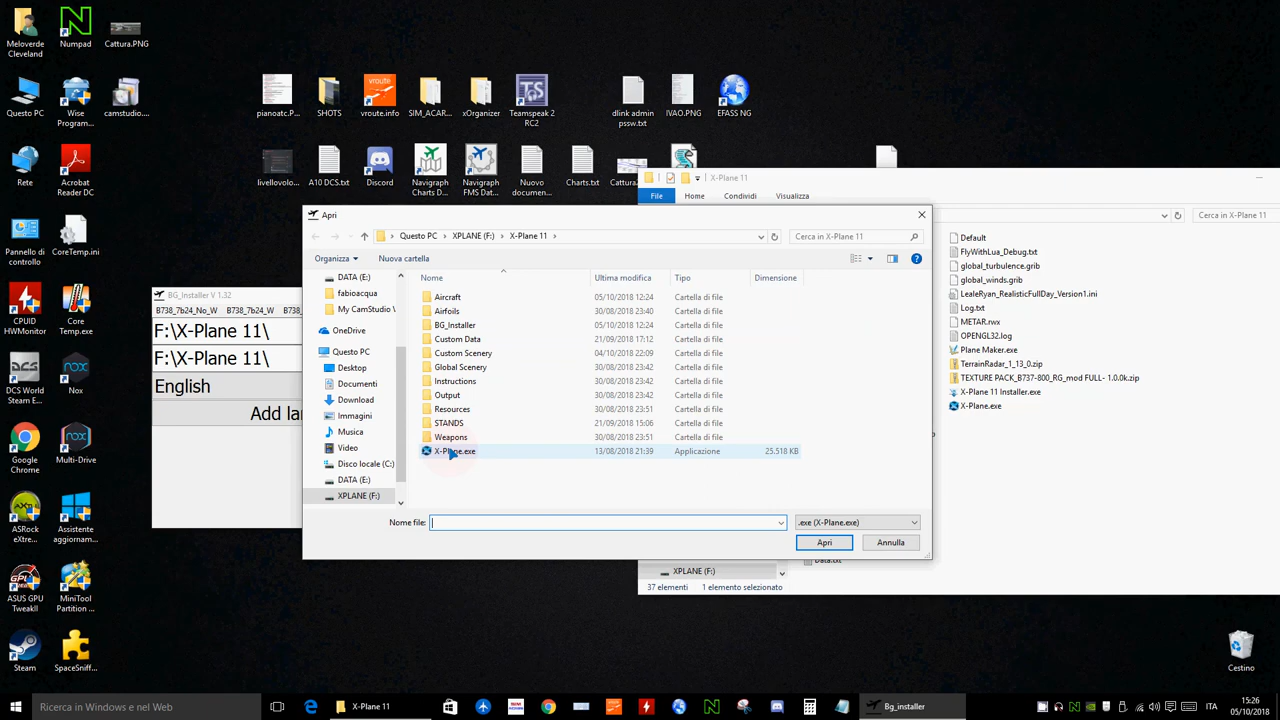 Meloverde
Cleveland
Numpad
Cattura.PNG
Questo PC
Wise
Program...
camstudio....
Rete
Acrobat
Reader DC
Pannello di
controllo
CoreTemp.ini
CPUID
HWMonitor
Core
Temp.exe
DCS World
Steam E...
Nox
Google
Chrome
Multi-Drive
ASRock
eXtre...
Assistente
aggiornam...
ASUS GPU
TweakII
MiniTool
Partition ...
Steam
SpaceSniff...
pianoatc.P...
SHOTS
vroute
vroute.info
SIM_ACAR...
xOrganizer
Teamspeak 2
RC2
dlink admin
pssw.txt
IVAO.PNG
EFASS NG
livellovolo...
A10 DCS.txt
Discord
Navigraph
Charts D...
Navigraph
FMS Dat...
Nuovo
documen...
Charts.txt
Cattura...
BG_Installer V 1.32
B738_7b24_No_W
B738_7b24_W
B73
F:\X-Plane 11\
F:\X-Plane 11\
English
Add la
Apri
Questo PC
XPLANE (F:)
X-Plane 11
Cerca in X-Plane 11
Organizza
Nuova cartella
DATA (E:)
fabioacqua
My CamStudio V
OneDrive
Questo PC
Desktop
Documenti
Download
Immagini
Musica
Video
Disco locale (C:)
DATA (E:)
XPLANE (F:)
Nome Ultima modifica Tipo Dimensione
Aircraft 05/10/2018 12:24 Cartella di file
Airfoils 30/08/2018 23:40 Cartella di file
BG_Installer 05/10/2018 12:24 Cartella di file
Custom Data 21/09/2018 17:12 Cartella di file
Custom Scenery 04/10/2018 22:09 Cartella di file
Global Scenery 30/08/2018 23:42 Cartella di file
Instructions 30/08/2018 23:42 Cartella di file
Output 30/08/2018 23:42 Cartella di file
Resources 30/08/2018 23:51 Cartella di file
STANDS 21/09/2018 15:06 Cartella di file
Weapons 30/08/2018 23:51 Cartella di file
X-Plane.exe 13/08/2018 21:39 Applicazione 25.518 KB
Nome file:
.exe (X-Plane.exe)
Apri
Annulla
X-Plane 11
File Home Condividi Visualizza
Cerca in X-Plane 11
Default
FlyWithLua_Debug.txt
global_turbulence.grib
global_winds.grib
LealeRyan_RealisticFullDay_Version1.ini
Log.txt
METAR.rwx
OPENGL32.log
Plane Maker.exe
TerrainRadar_1_13_0.zip
TEXTURE PACK_B737-800_RG_mod FULL- 1.0.0k.zip
X-Plane 11 Installer.exe
X-Plane.exe
Data.txt
XPLANE (F:)
37 elementi 1 elemento selezionato
Cestino
Ricerca in Windows e nel Web
X-Plane 11
Bg_installer
ITA
15:26
05/10/2018